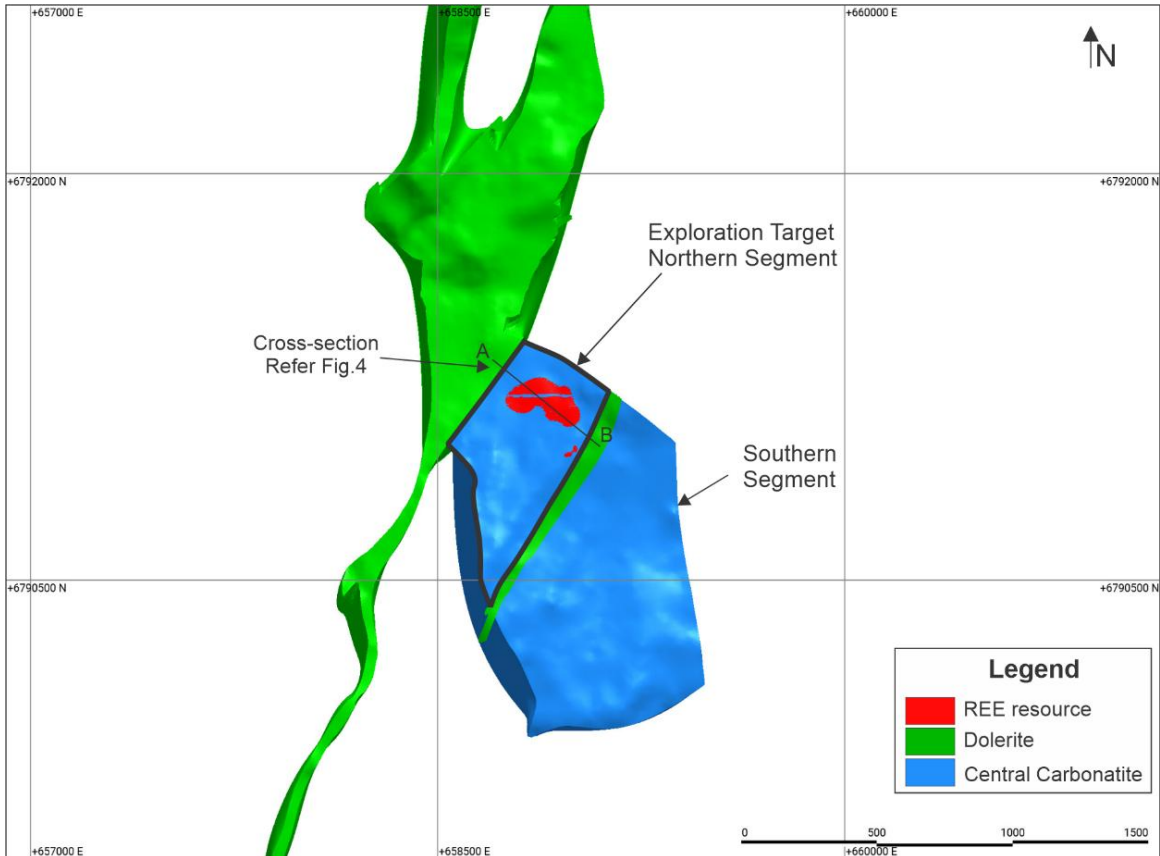 +657000 E
+658500 E
+660000 E
N
+6792000 N
+6792000 N
Exploration Target
Northern Segment
Cross-section
Refer Fig.4
A
B
Southern
Segment
+6790500 N
+6790500 N
Legend
REE resource
Dolerite
Central Carbonatite
0 500 1000 1500
+657000 E
+658500 E
+660000 E